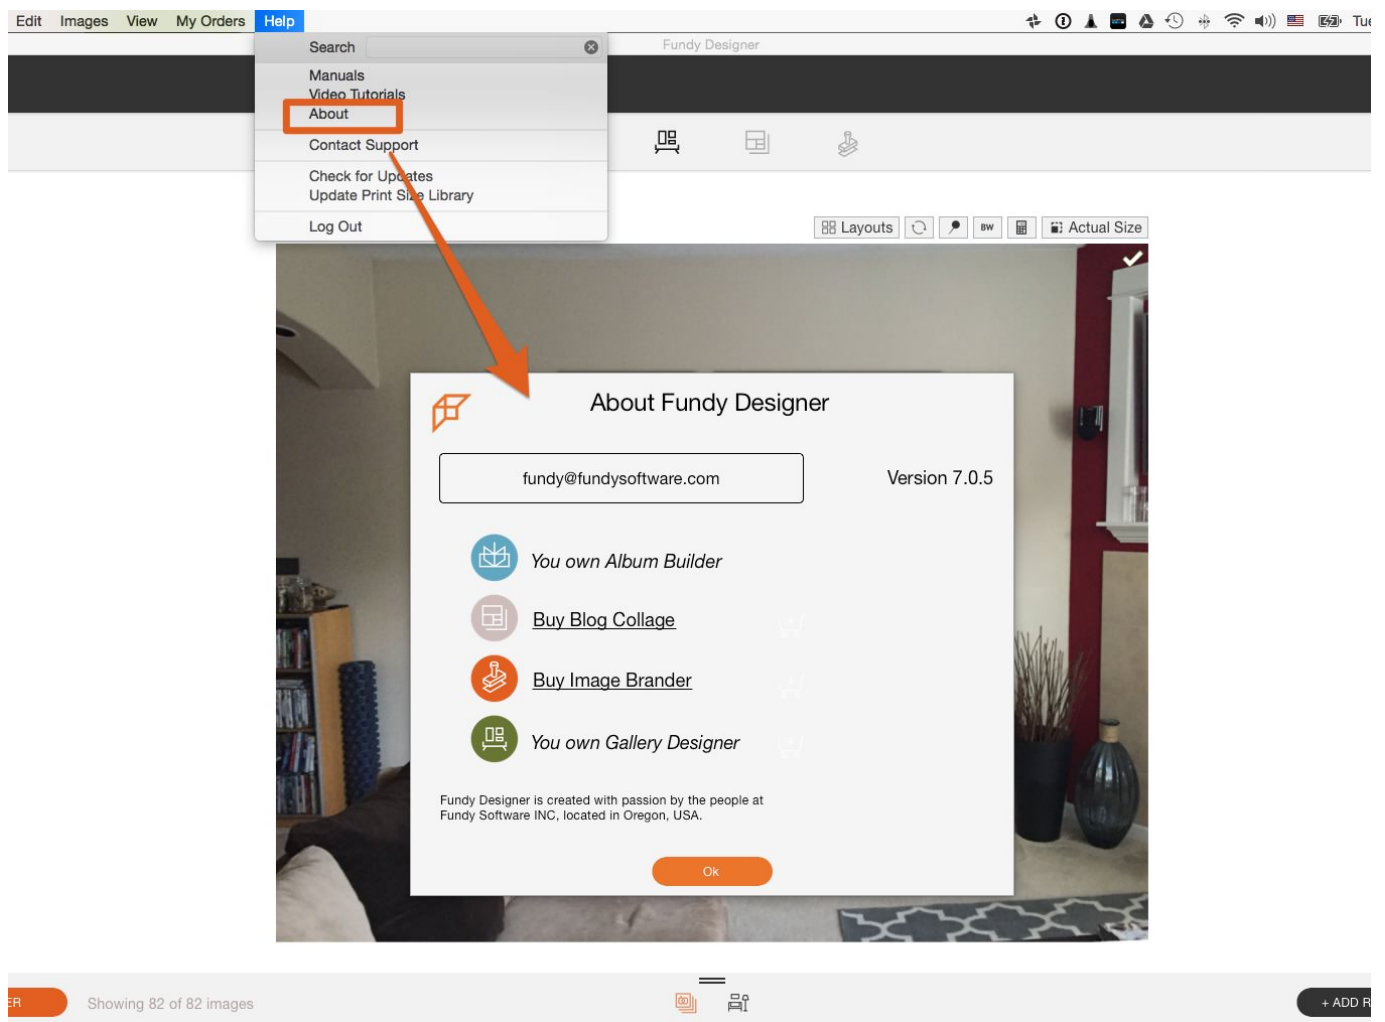 Edit Images View My Orders Help
Tue
Fundy Designer
Search
Manuals
Video Tutorials
About
Contact Support
Check for Updates
Update Print Size Library
Log Out
Layouts BW Actual Size
About Fundy Designer
fundy@fundysoftware.com
Version 7.0.5
You own Album Builder
Buy Blog Collage
Buy Image Brander
You own Gallery Designer
Fundy Designer is created with passion by the people at
Fundy Software INC, located in Oregon, USA.
Ok
ER
Showing 82 of 82 images
+ ADD R